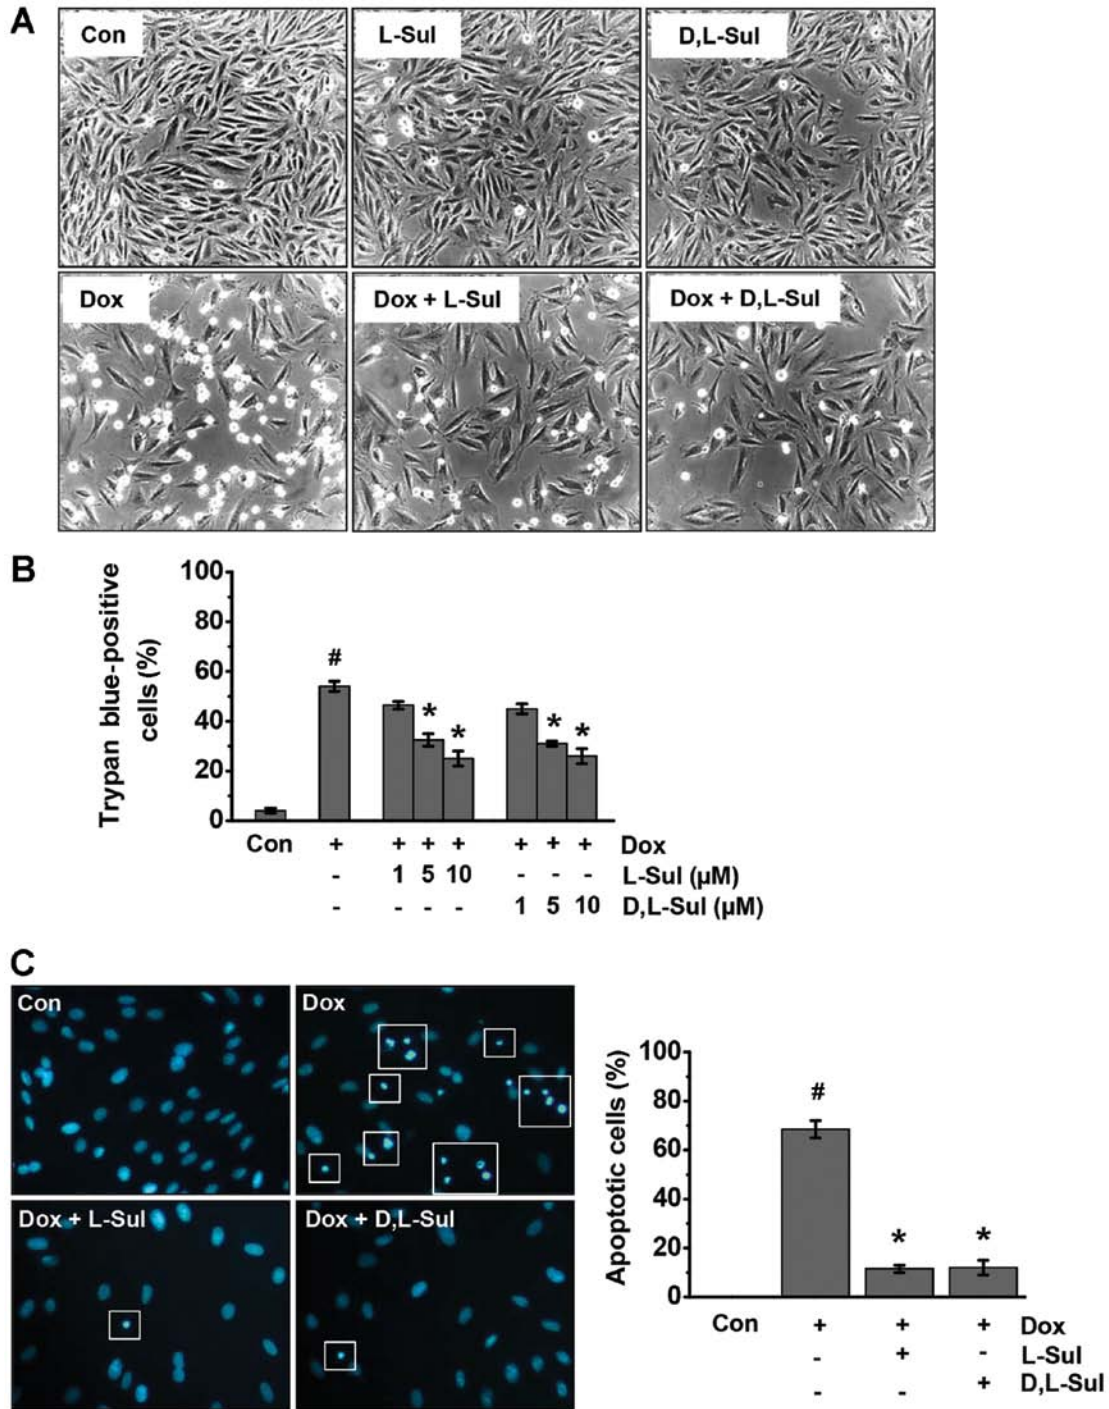 A
Con
L-Sul
D,L-Sul
Dox
Dox + L-Sul
Dox + D,L-Sul
B
Trypan blue-positive
cells (%)
100
80
60
40
20
0
#
* *
* *
Con + + + + + + + Dox
- 1 5 10 - - - L-Sul (µM)
- - - - 1 5 10 D,L-Sul (µM)
C
Con
Dox
Dox + L-Sul
Dox + D,L-Sul
Apoptotic cells (%)
100
80
60
40
20
0
#
* *
Con + + + Dox
- + - L-Sul
- - + D,L-Sul